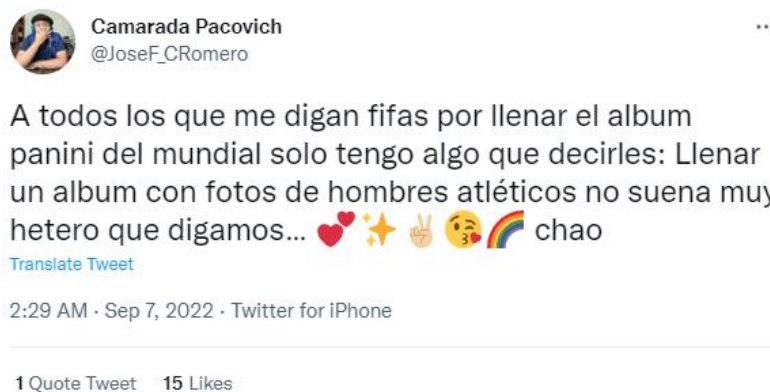 Camarada Pacovich
@JoseF_CRomero
A todos los que me digan fifas por llenar el album
panini del mundial solo tengo algo que decirles: Llenar
un album con fotos de hombres atléticos no suena muy
hetero que digamos... 💕✨✌🏼😘🌈 chao
Translate Tweet
2:29 AM · Sep 7, 2022 · Twitter for iPhone
1 Quote Tweet 15 Likes